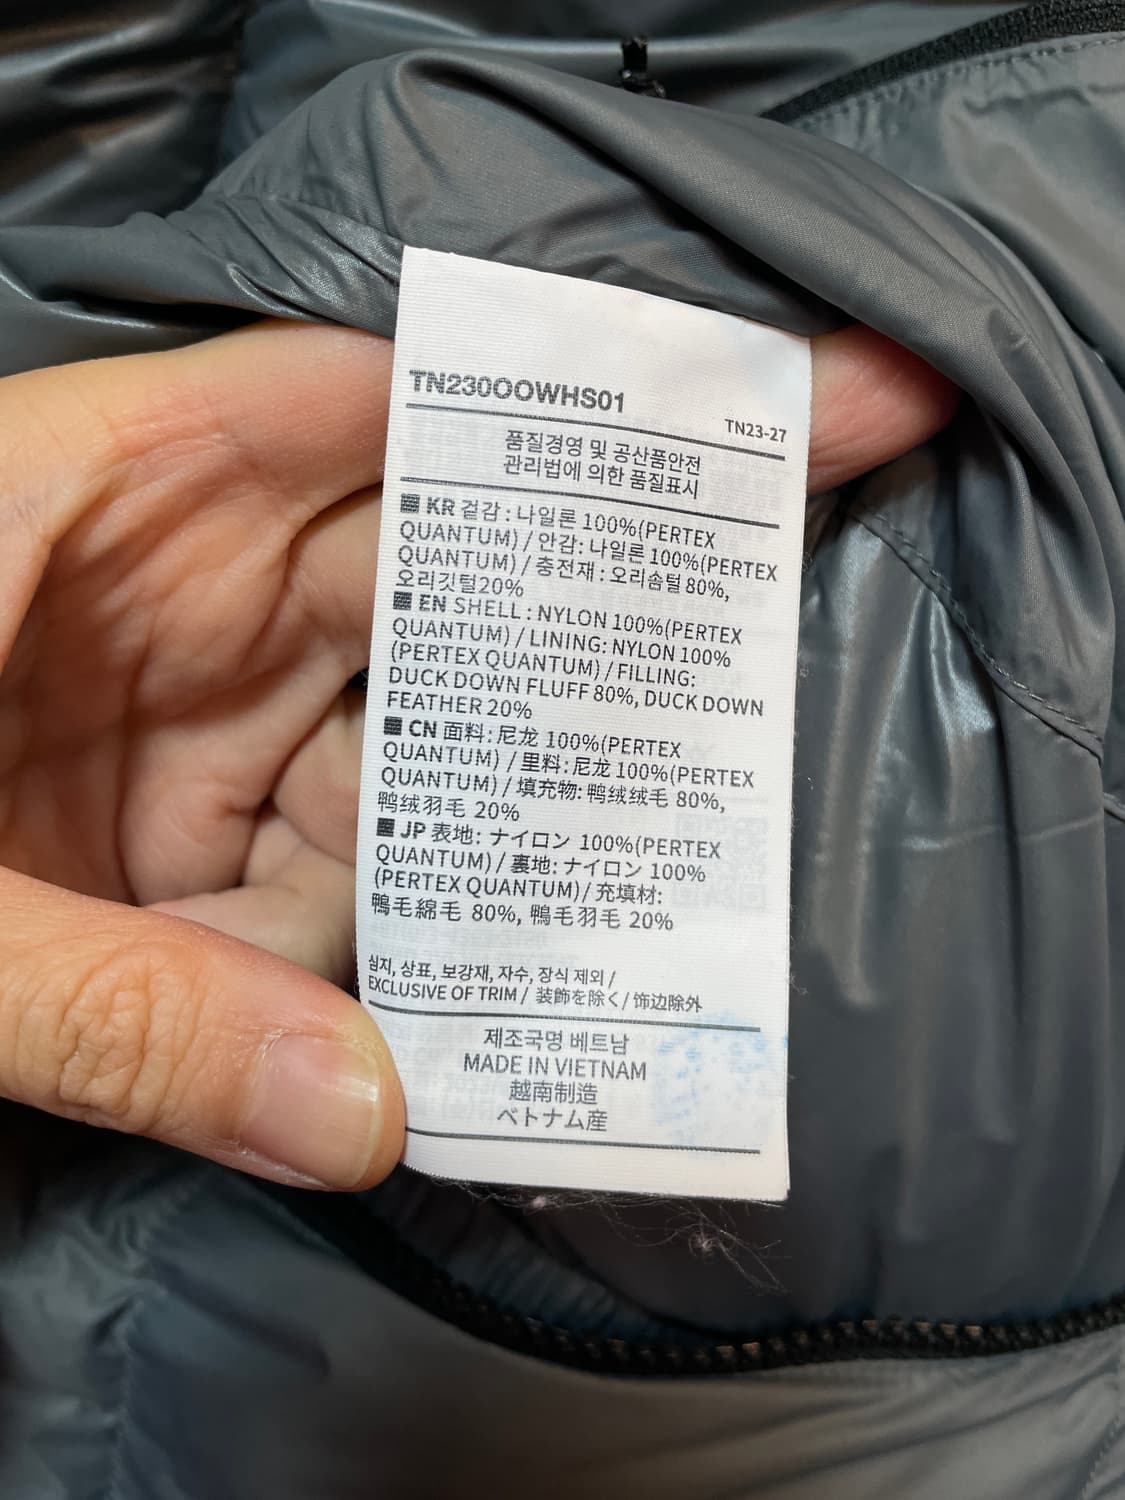 TN230OOWHS01
TN23-27
품질경영 및 공산품안전
관리법에 의한 품질표시
KR 겉감 : 나일론 100%(PERTEX
QUANTUM) / 안감: 나일론 100%(PERTEX
QUANTUM) / 충전재 : 오리솜털 80%,
오리깃털20%
EN SHELL : NYLON 100%(PERTEX
QUANTUM) / LINING: NYLON 100%
(PERTEX QUANTUM) / FILLING:
DUCK DOWN FLUFF 80%, DUCK DOWN
FEATHER 20%
CN 面料: 尼龙 100%(PERTEX
QUANTUM) / 里料: 尼龙 100%(PERTEX
QUANTUM) / 填充物: 鸭绒绒毛 80%,
鸭绒羽毛 20%
JP 表地: ナイロン 100%(PERTEX
QUANTUM) / 裏地: ナイロン 100%
(PERTEX QUANTUM) / 充填材:
鴨毛綿毛 80%, 鴨毛羽毛 20%
심지, 상표, 보강재, 자수, 장식 제외 /
EXCLUSIVE OF TRIM / 装飾を除く / 饰边除外
제조국명 베트남
MADE IN VIETNAM
越南制造
ベトナム産